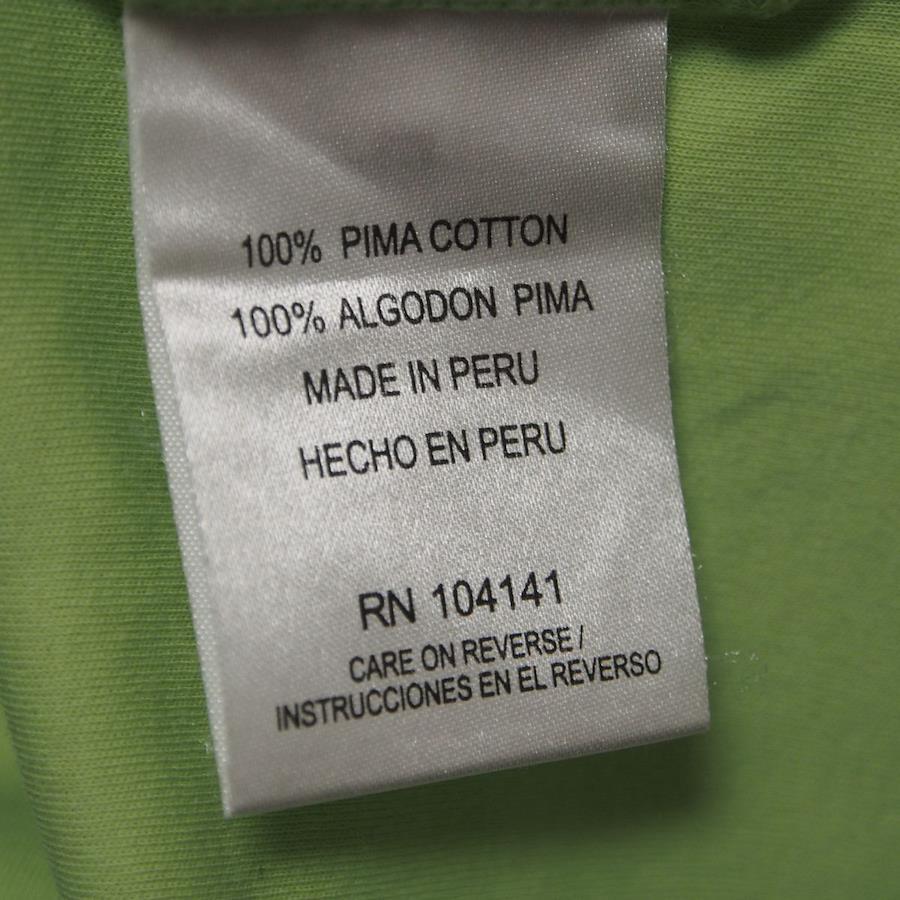 100% PIMA COTTON
100% ALGODON PIMA
MADE IN PERU
HECHO EN PERU
RN 104141
CARE ON REVERSE /
INSTRUCCIONES EN EL REVERSO